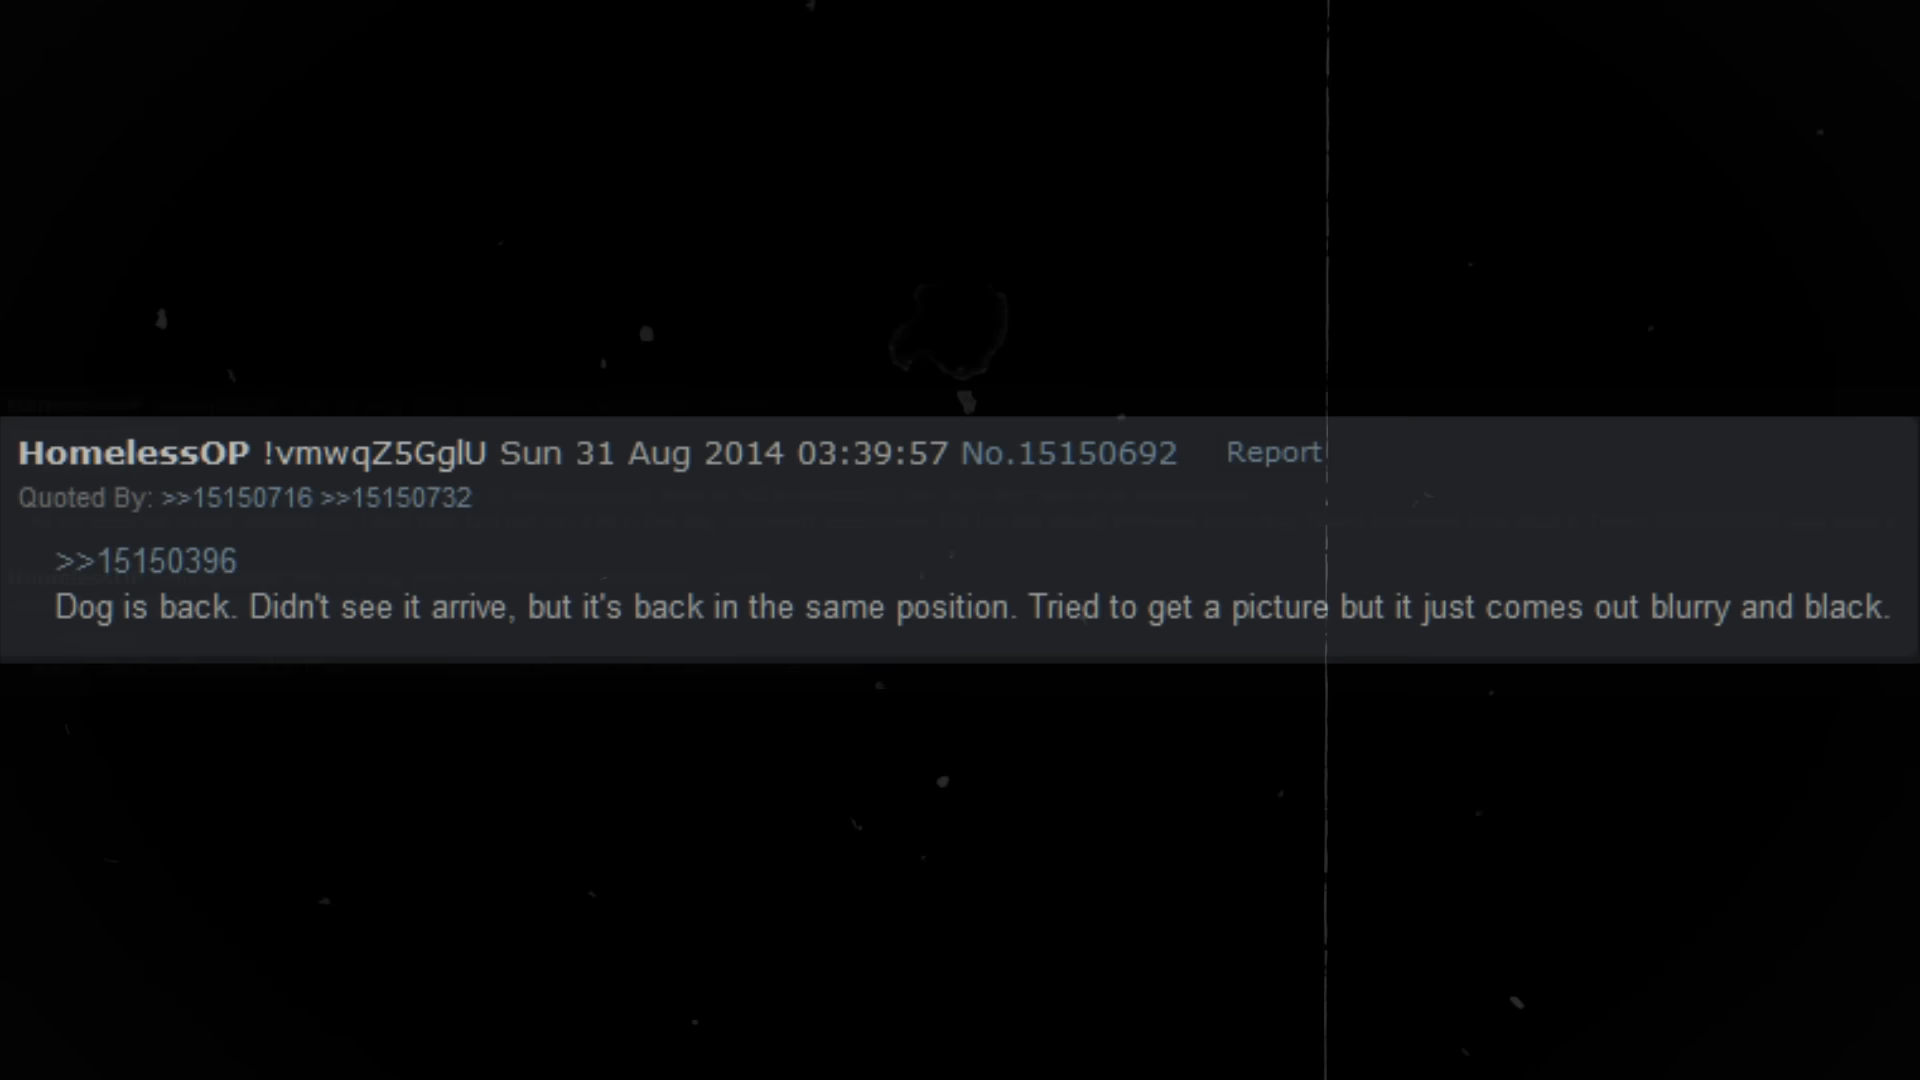 HomelessOP !vmwqZ5GglU Sun 31 Aug 2014 03:39:57 No.15150692 Report
Quoted By: >>15150716 >>15150732
>>15150396
Dog is back. Didn't see it arrive, but it's back in the same position. Tried to get a picture but it just comes out blurry and black.